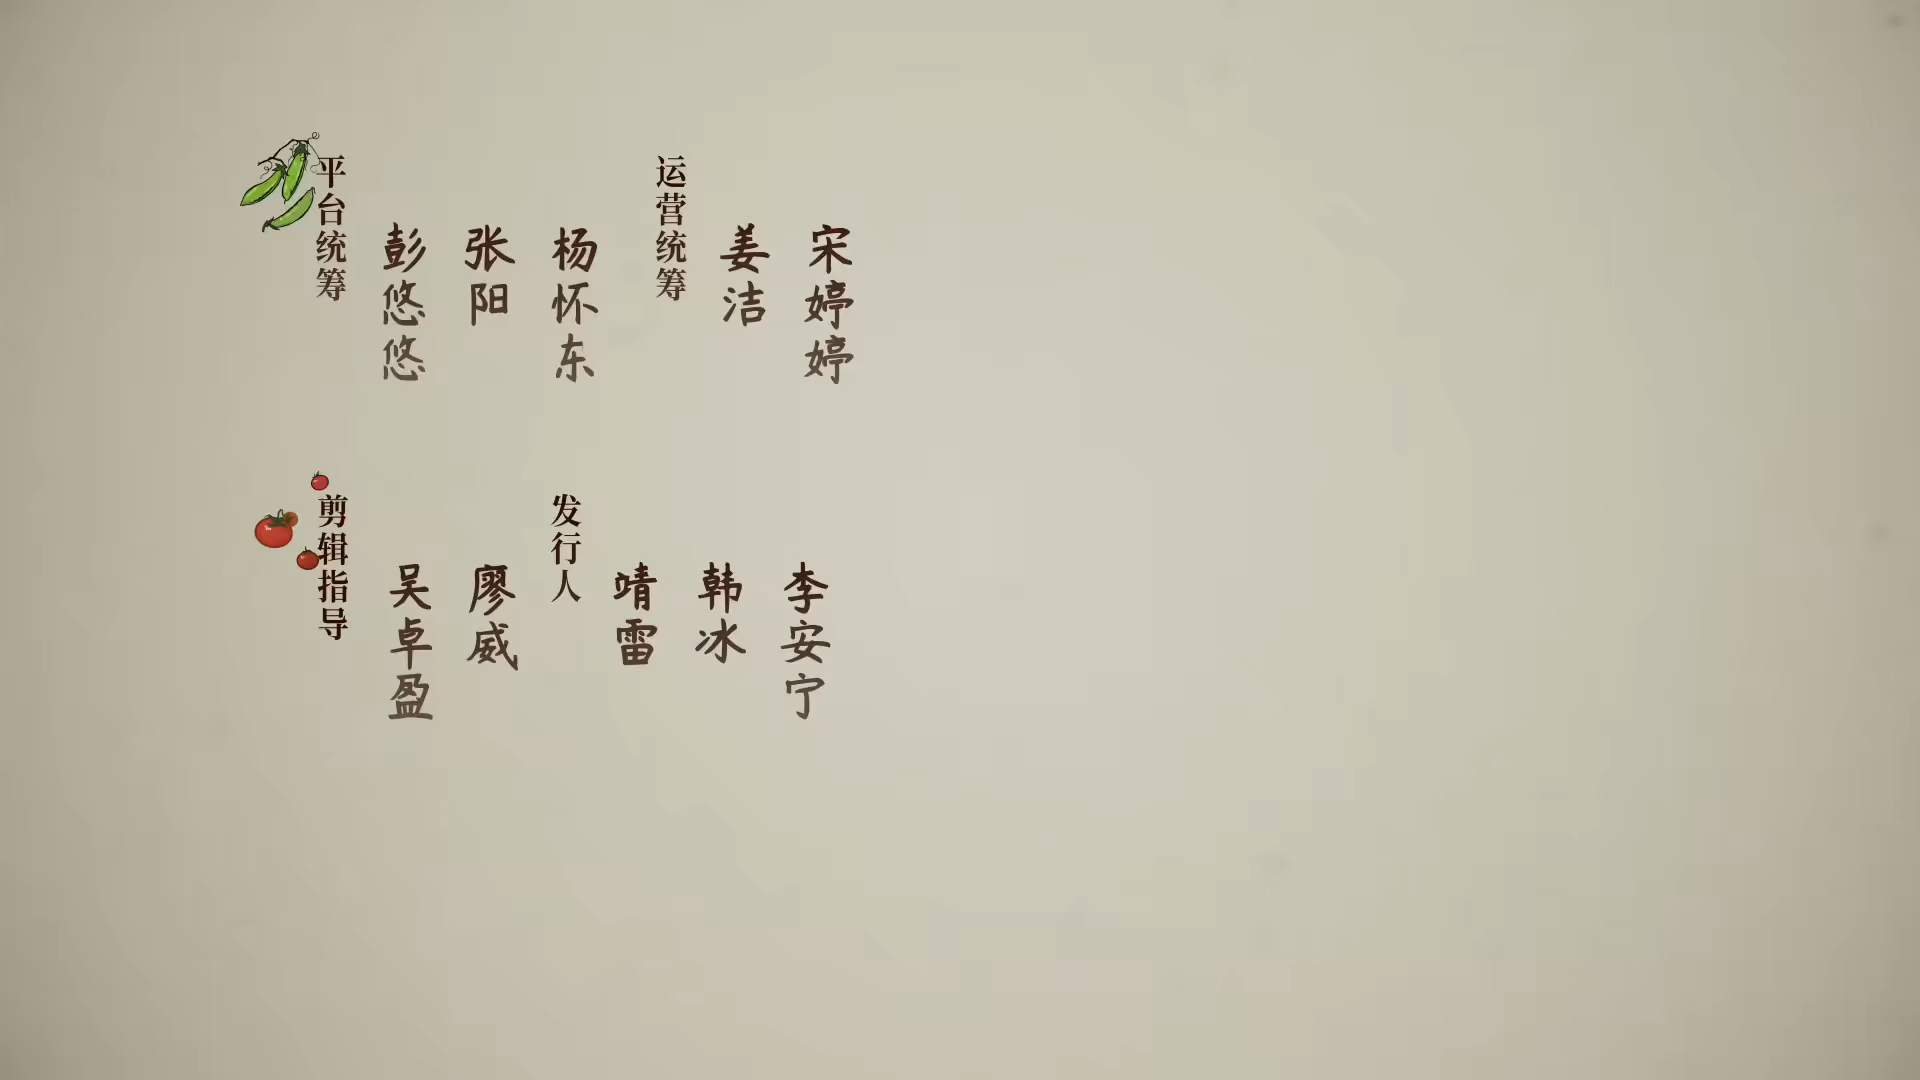 平台统筹
彭悠悠
张阳
杨怀东
运营统筹
姜洁
宋婷婷
剪辑指导
吴卓盈
廖威
发行人
靖雷
韩冰
李安宁